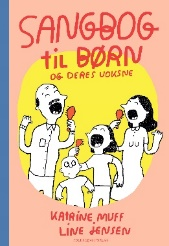 SANGBOG
til BØRN
OG DERES VOKSNE
KATRINE MUFF
LINE JENSEN